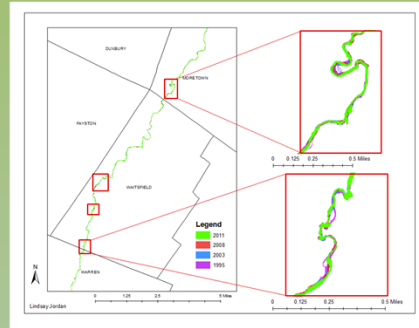 DUXBURY
MORETOWN
FAYSTON
WAITSFIELD
WARREN
Legend
2011
2008
2003
1995
N
Lindsay Jordan
0 1.25 2.5 5 Miles
0 0.125 0.25 0.5 Miles
0 0.125 0.25 0.5 Miles